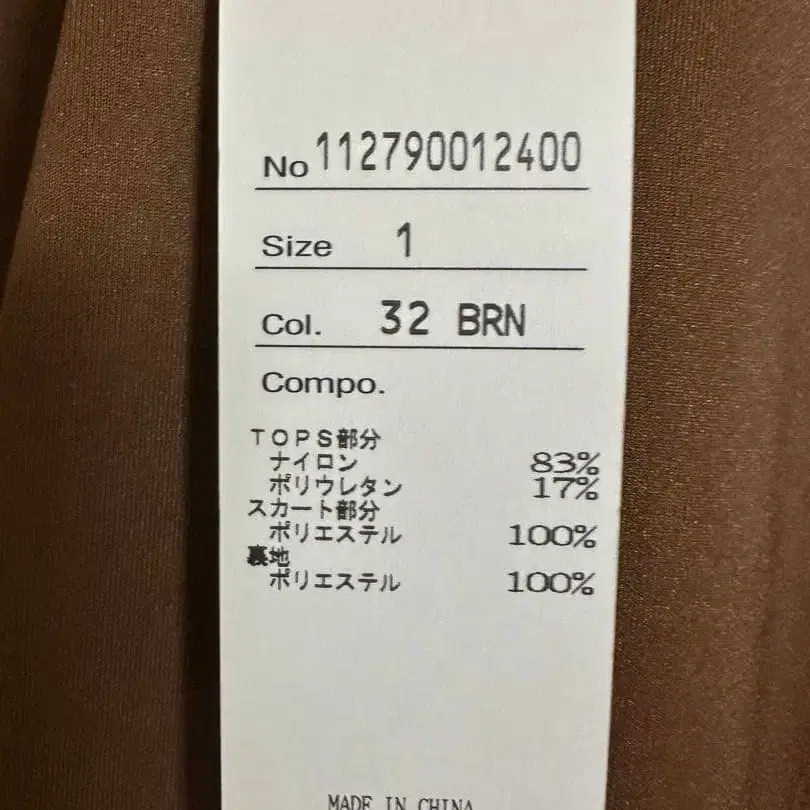 No 112790012400
Size 1
Col. 32 BRN
Compo.
TOPS部分
ナイロン 83%
ポリウレタン 17%
スカート部分
ポリエステル 100%
裏地
ポリエステル 100%
MADE IN CHINA